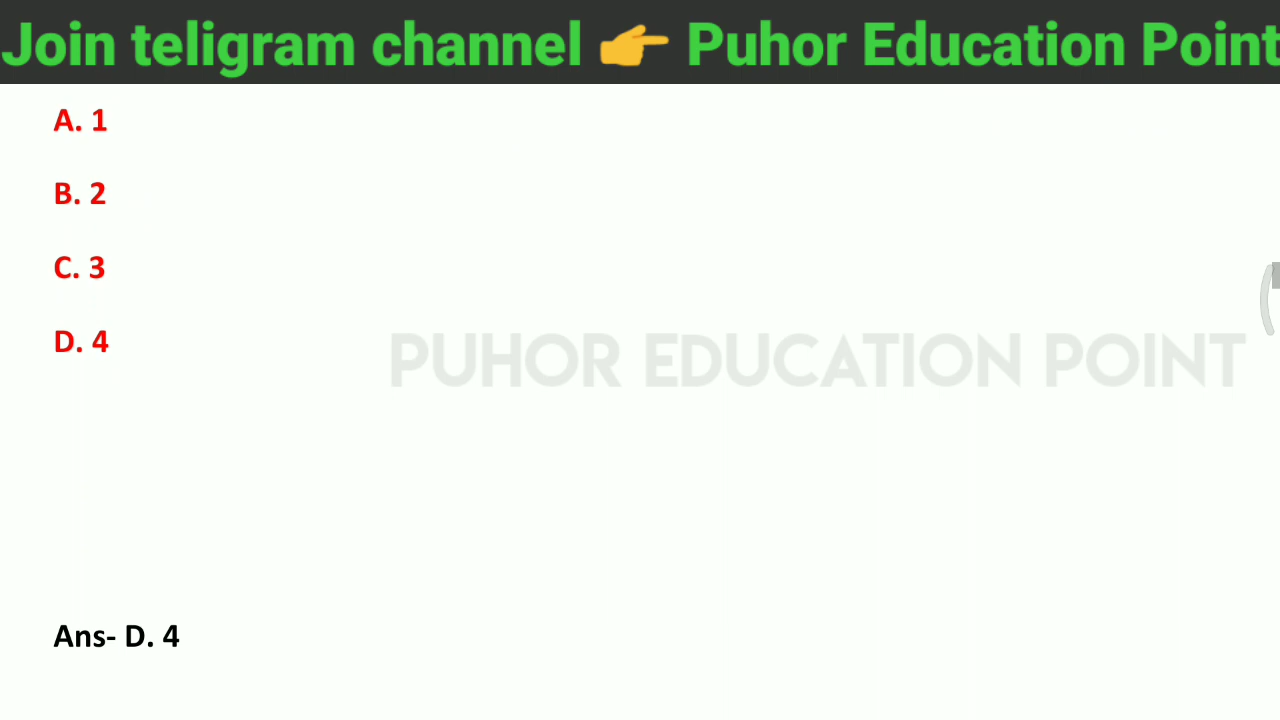 Join teligram channel 👉 Puhor Education Point
A. 1
B. 2
C. 3
D. 4
PUHOR EDUCATION POINT
Ans- D. 4